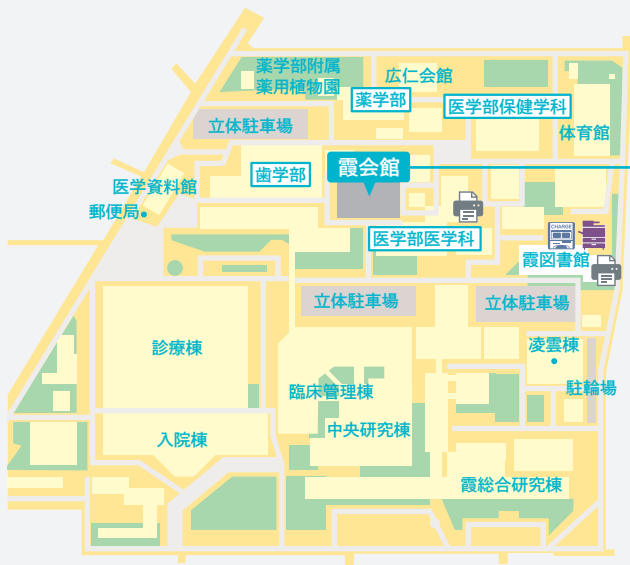 薬学部附属
薬用植物園
広仁会館
薬学部
医学部保健学科
立体駐車場
体育館
霞会館
歯学部
医学資料館
郵便局
医学部医学科
CHARGE
霞図書館
立体駐車場
立体駐車場
診療棟
凌雲棟
臨床管理棟
駐輪場
中央研究棟
入院棟
霞総合研究棟